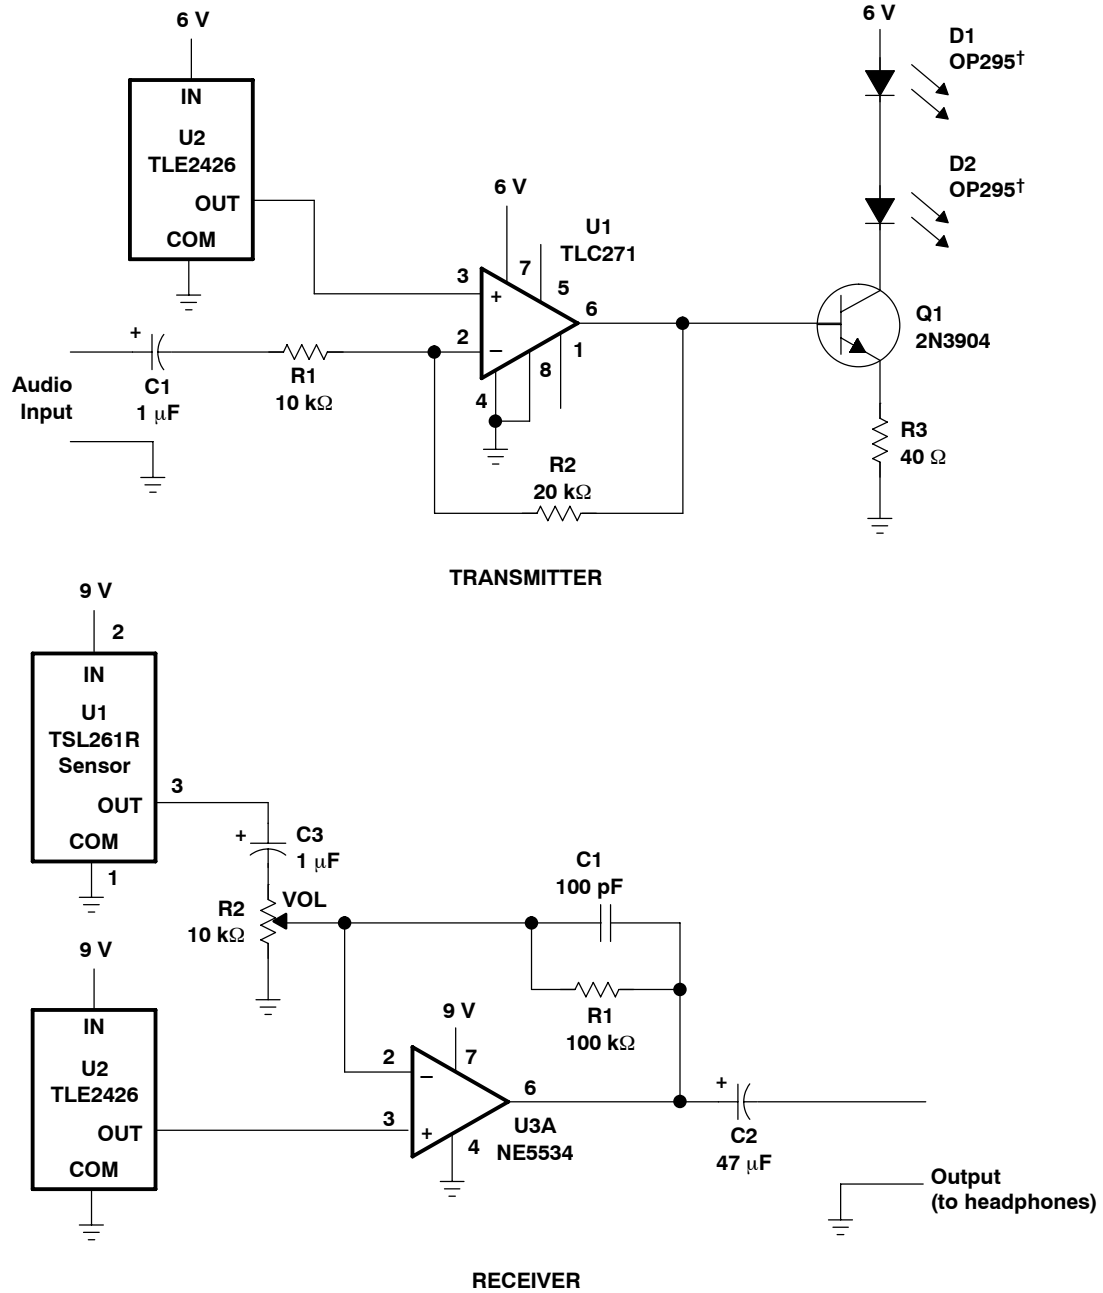 6 V
IN
U2
TLE2426
OUT
COM
6 V
U1
TLC271
7
5
3
+
6
2
−
1
8
4
+
C1
1 μF
R1
10 kΩ
Audio
Input
R2
20 kΩ
6 V
D1
OP295†
D2
OP295†
Q1
2N3904
R3
40 Ω
TRANSMITTER
9 V
2
IN
U1
TSL261R
Sensor
OUT
3
COM
1
+
C3
1 μF
VOL
R2
10 kΩ
C1
100 pF
R1
100 kΩ
9 V
IN
U2
TLE2426
OUT
COM
9 V
7
2
−
6
3
+
4
U3A
NE5534
+
C2
47 μF
Output
(to headphones)
RECEIVER